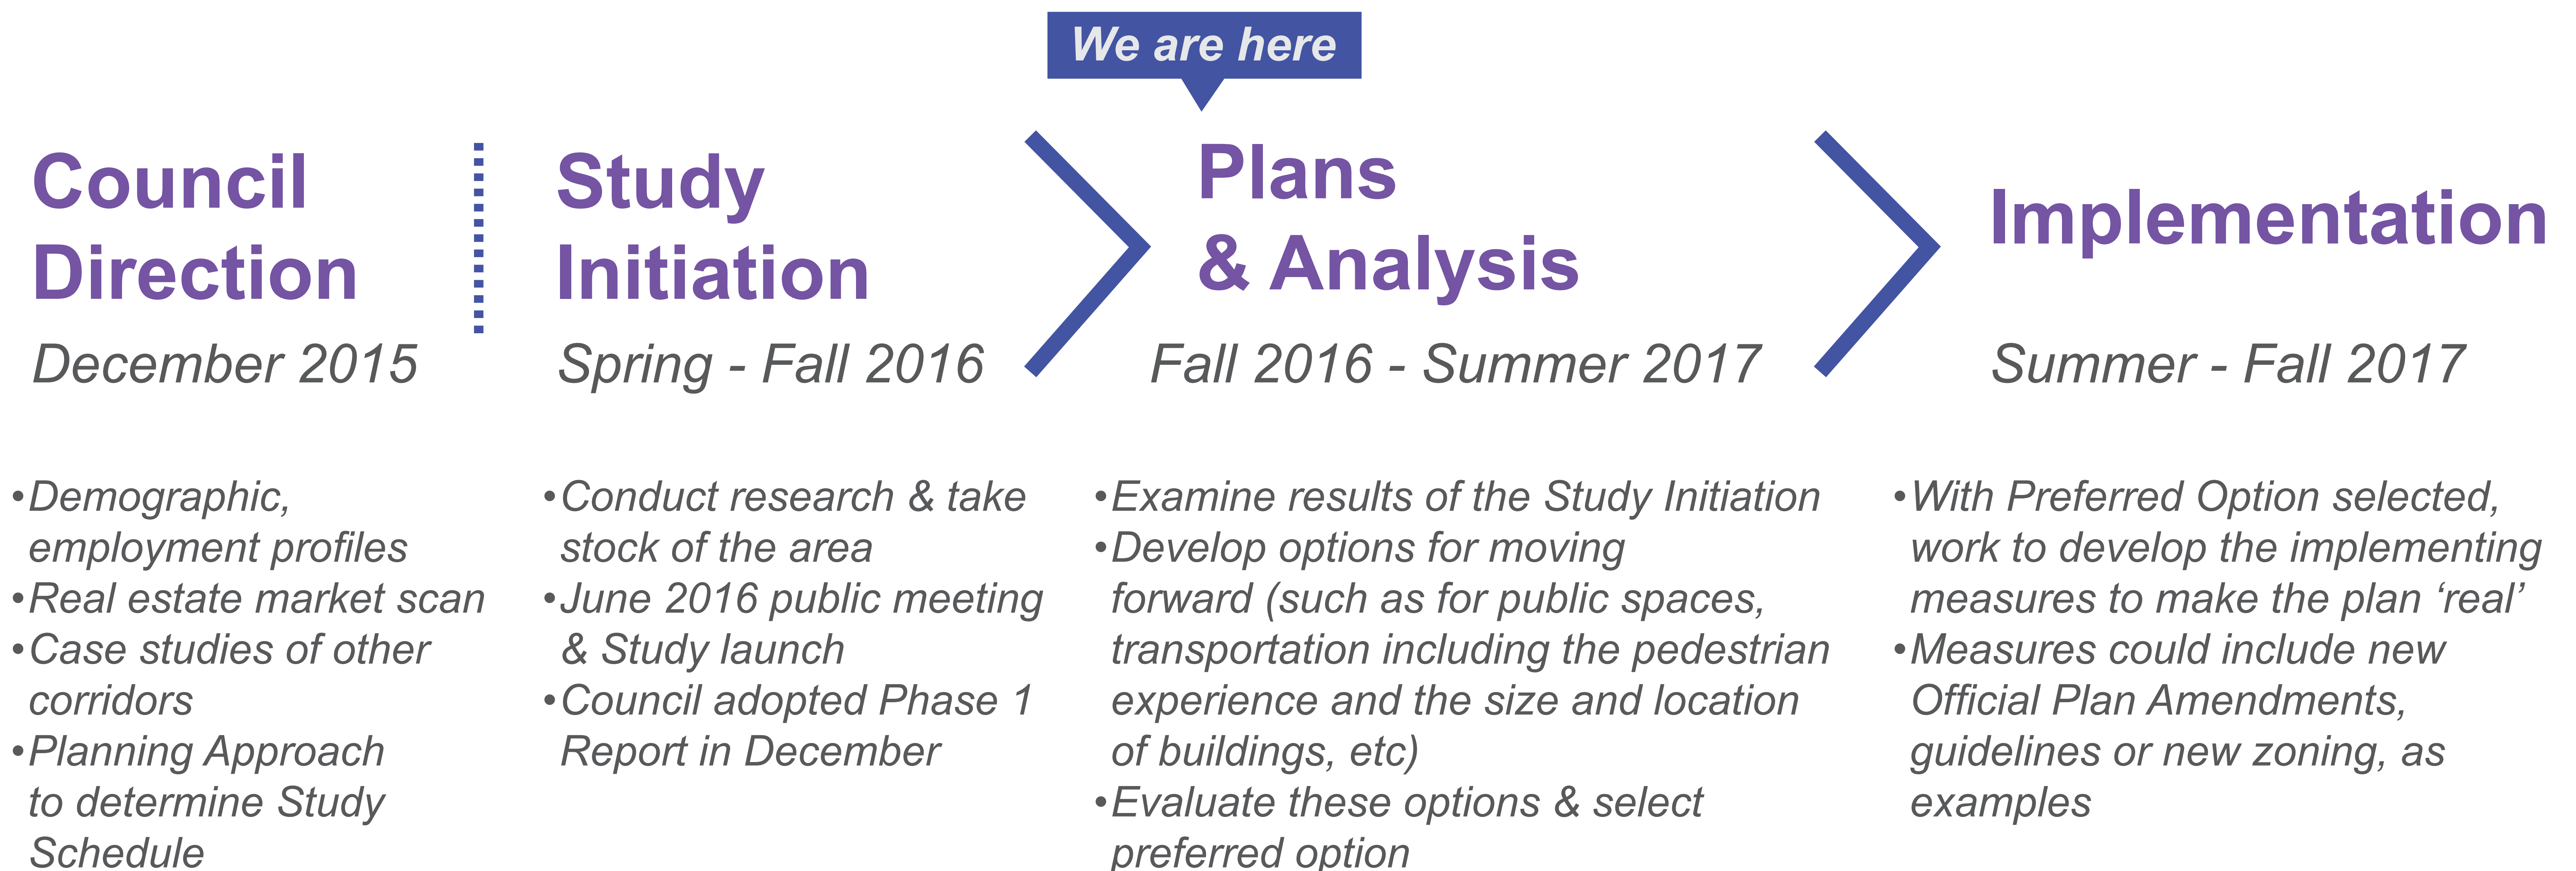 We are here
Council
Direction
December 2015
•Demographic,
employment profiles
•Real estate market scan
•Case studies of other
corridors
•Planning Approach
to determine Study
Schedule
Study
Initiation
Spring - Fall 2016
•Conduct research & take
stock of the area
•June 2016 public meeting
& Study launch
•Council adopted Phase 1
Report in December
Plans
& Analysis
Fall 2016 - Summer 2017
•Examine results of the Study Initiation
•Develop options for moving
forward (such as for public spaces,
transportation including the pedestrian
experience and the size and location
of buildings, etc)
•Evaluate these options & select
preferred option
Implementation
Summer - Fall 2017
•With Preferred Option selected,
work to develop the implementing
measures to make the plan ‘real’
•Measures could include new
Official Plan Amendments,
guidelines or new zoning, as
examples